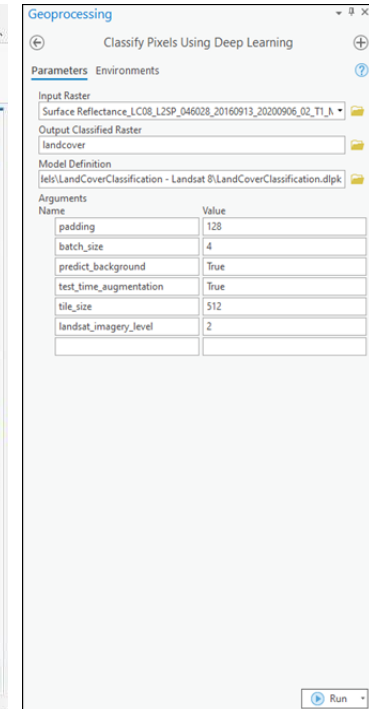 Geoprocessing
Classify Pixels Using Deep Learning
Parameters Environments
Input Raster
Surface Reflectance_LC08_L2SP_046028_20160913_20200906_02_T1_
Output Classified Raster
landcover
Model Definition
lels\LandCoverClassification - Landsat 8\LandCoverClassification.dlpk
Arguments
Name Value
padding 128
batch_size 4
predict_background True
test_time_augmentation True
tile_size 512
landsat_imagery_level 2
Run